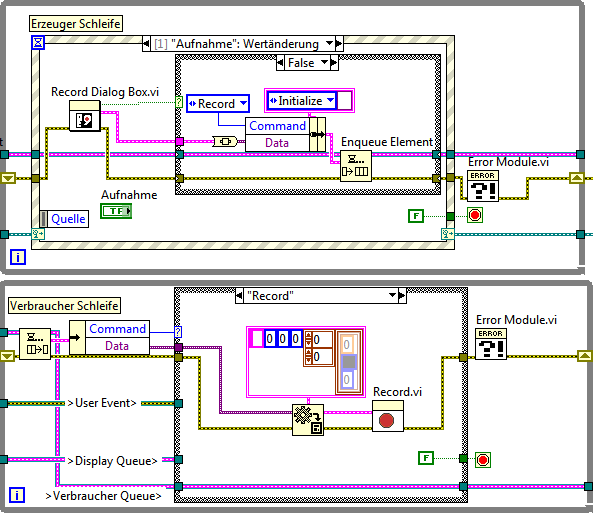 Erzeuger Schleife
[1] "Aufnahme": Wertänderung
False
Record Dialog Box.vi
Record
Initialize
?
Command
Data
Enqueue Element
Error Module.vi
ERROR
?!
Aufnahme
TF
F
Quelle
i
Verbraucher Schleife
"Record"
Command
Data
?
Error Module.vi
ERROR
?!
0 0 0
0
0
0
0
Record.vi
>User Event>
F
>Display Queue>
>Verbraucher Queue>
i